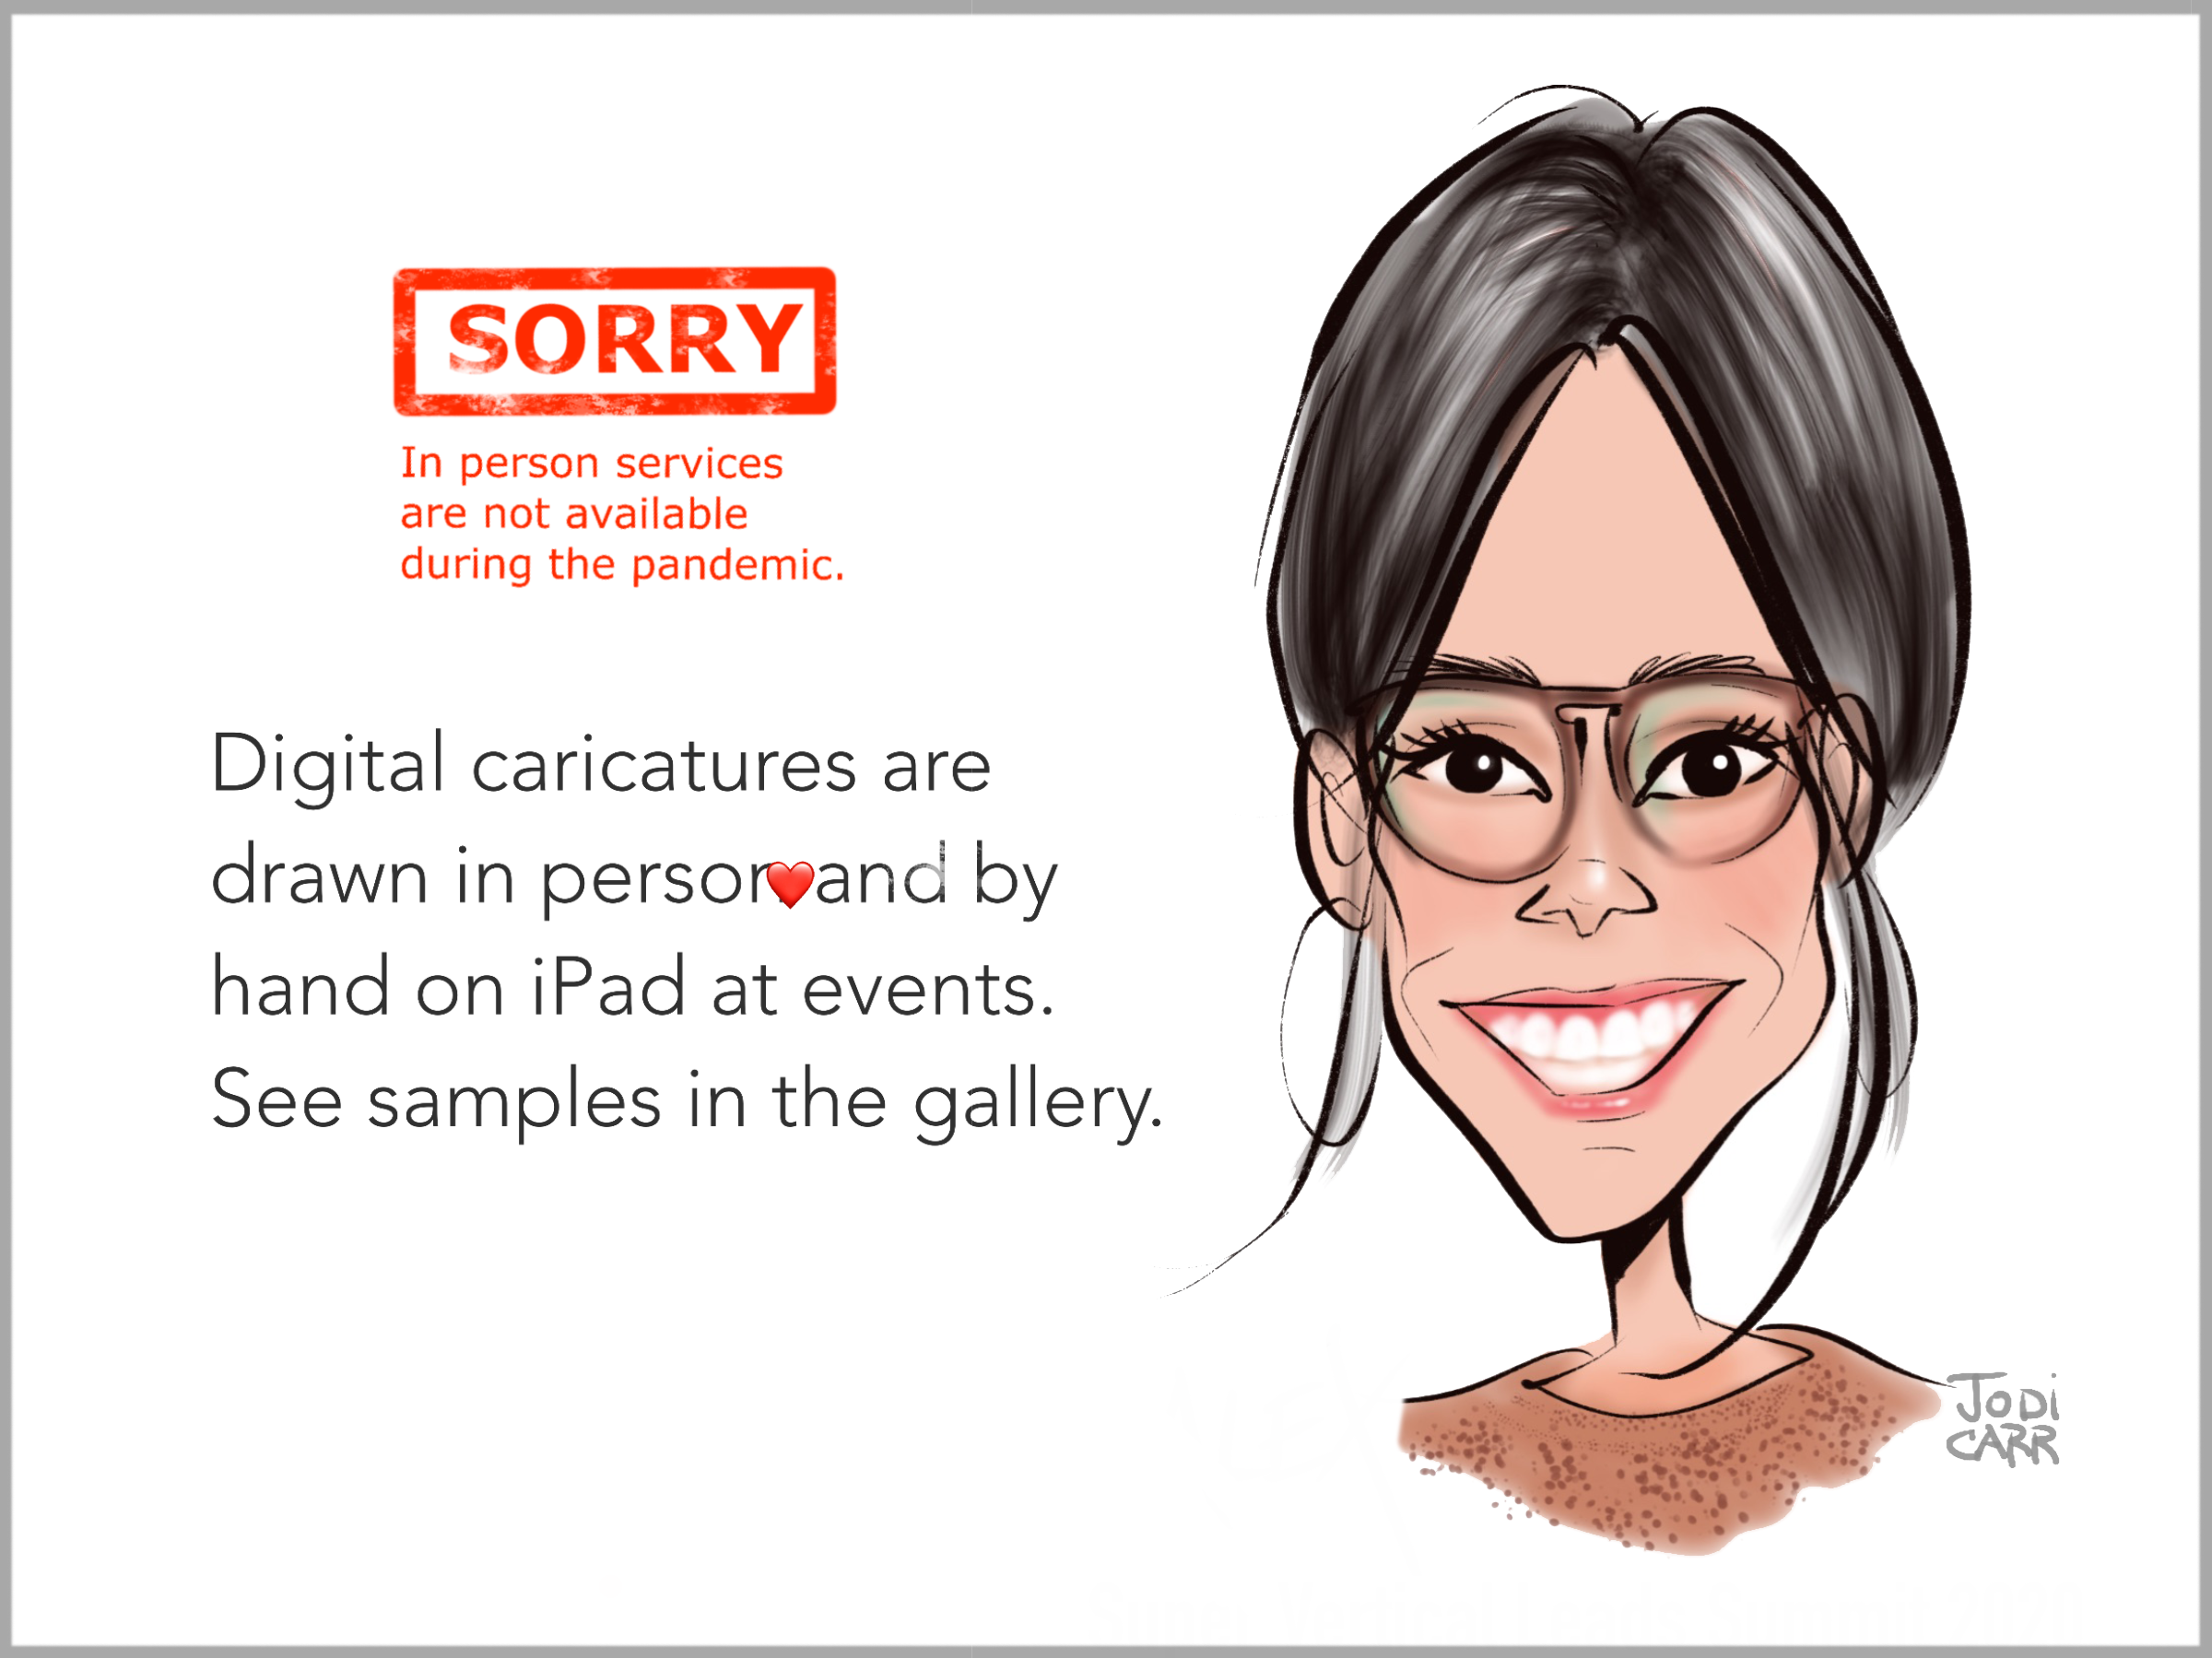 SORRY
In person services
are not available
during the pandemic.
Digital caricatures are
drawn in person❤️and by
hand on iPad at events.
See samples in the gallery.
JODi
CARR